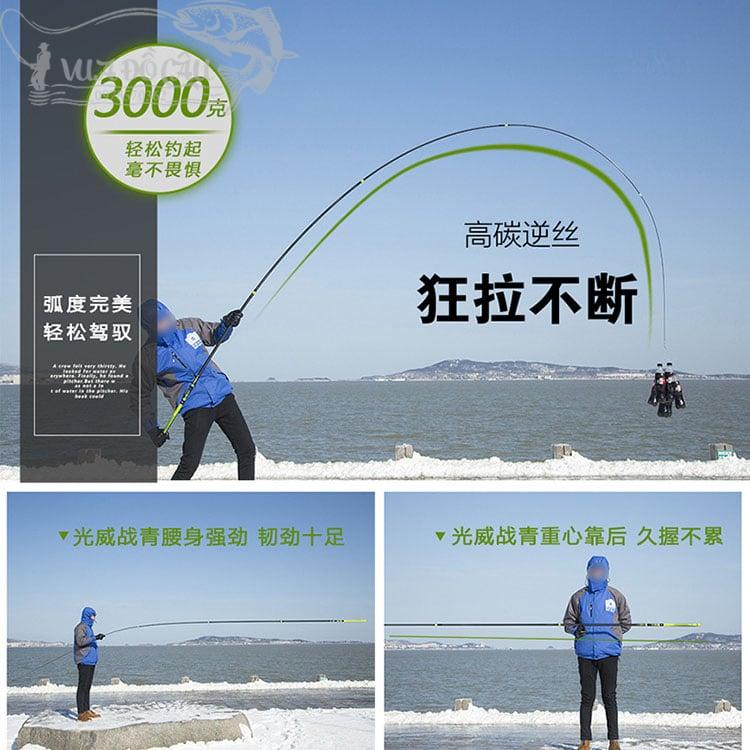 VUA ĐỒ CÂU
3000克
轻松钓起
毫不畏惧
高碳逆丝
狂拉不断
弧度完美
轻松驾驭
A crow felt very thirsty. He
looked for water ev
erywhere. Finally, he found a
pitcher.But there w
as not a lo
t of water in the pitcher. His
beak could
▼光威战青腰身强劲 韧劲十足
▼光威战青重心靠后 久握不累